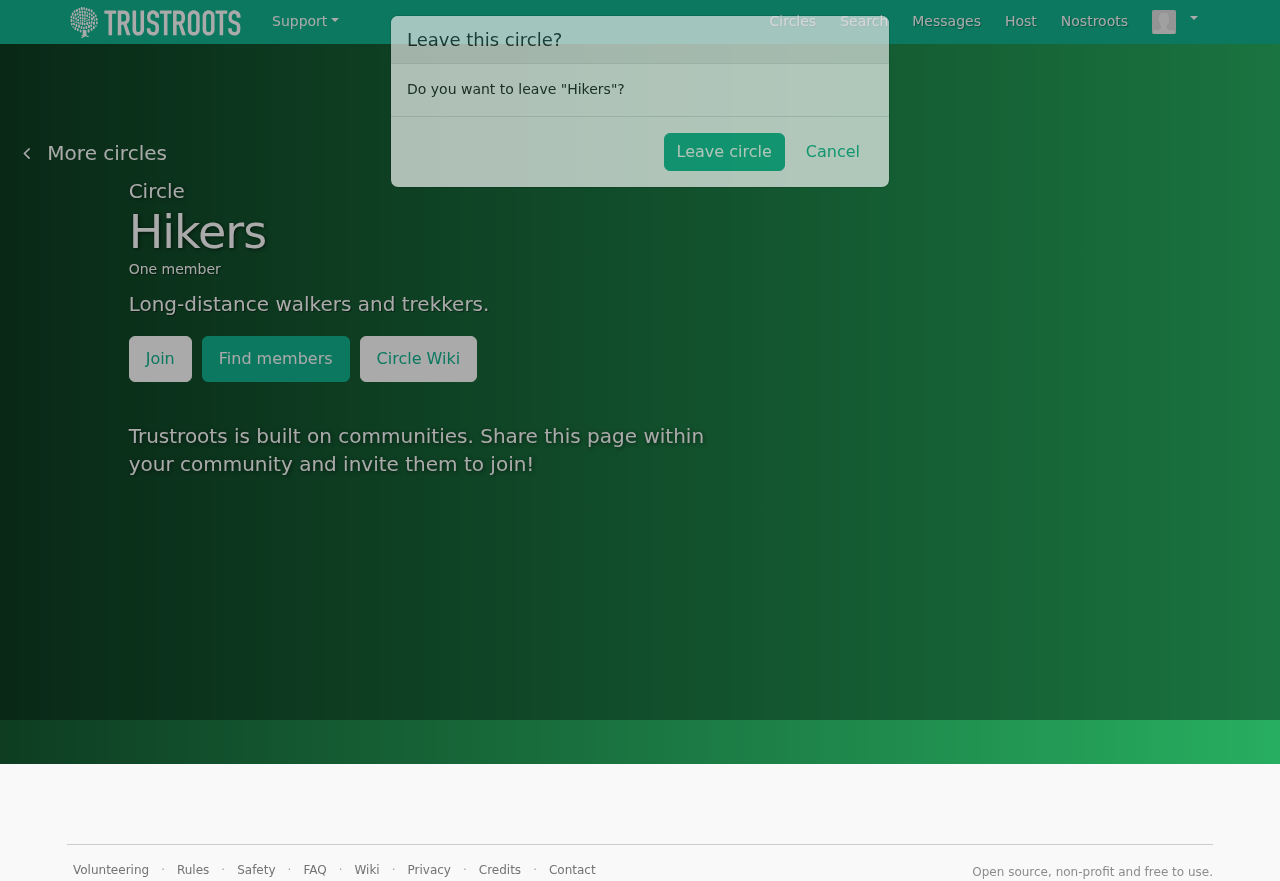 TRUSTROOTS
Support
Circles
Search
Messages
Host
Nostroots
Leave this circle?
Do you want to leave "Hikers"?
Leave circle
Cancel
More circles
Circle
Hikers
One member
Long-distance walkers and trekkers.
Join
Find members
Circle Wiki
Trustroots is built on communities. Share this page within
your community and invite them to join!
Volunteering · Rules · Safety · FAQ · Wiki · Privacy · Credits · Contact
Open source, non-profit and free to use.